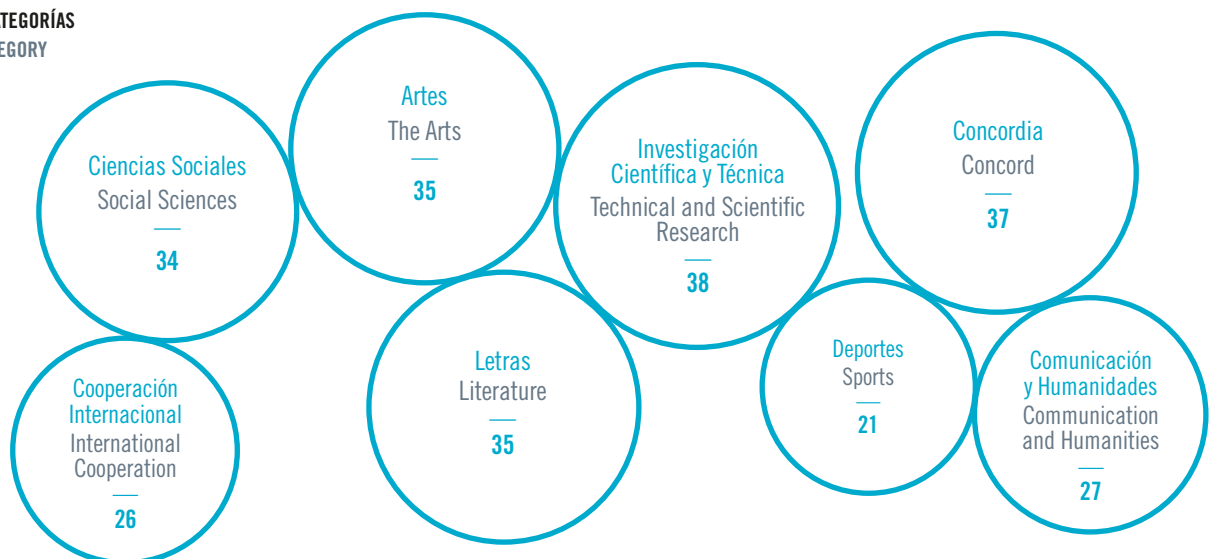 ATEGORÍAS
EGORY
Ciencias Sociales
Social Sciences
34
Artes
The Arts
35
Investigación
Científica y Técnica
Technical and Scientific
Research
38
Concordia
Concord
37
Cooperación
Internacional
International
Cooperation
26
Letras
Literature
35
Deportes
Sports
21
Comunicación
y Humanidades
Communication
and Humanities
27